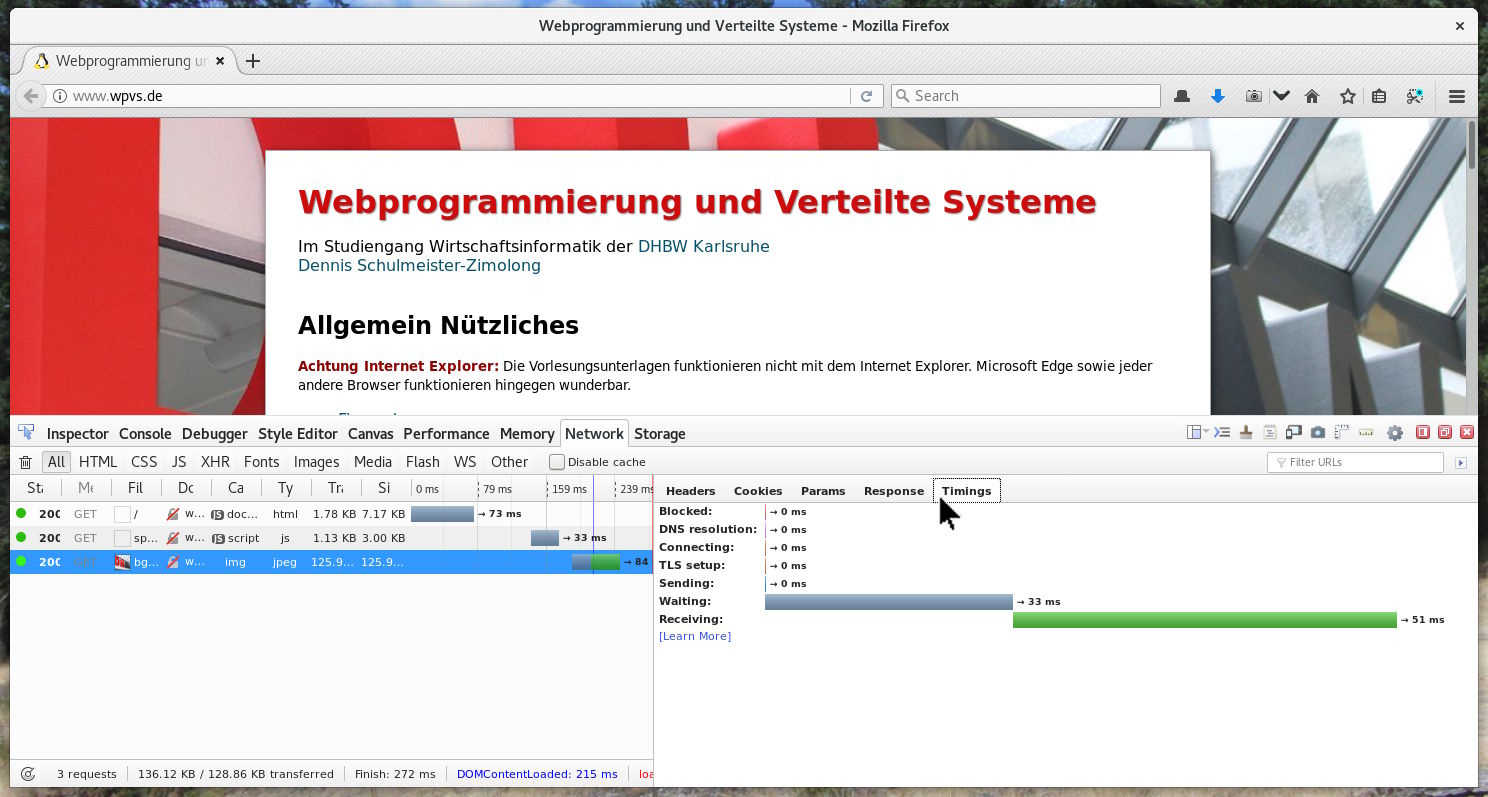 Webprogrammierung und Verteilte Systeme - Mozilla Firefox
Webprogrammierung un
www.wpvs.de
Search
Webprogrammierung und Verteilte Systeme
Im Studiengang Wirtschaftsinformatik der DHBW Karlsruhe
Dennis Schulmeister-Zimolong
Allgemein Nützliches
Achtung Internet Explorer: Die Vorlesungsunterlagen funktionieren nicht mit dem Internet Explorer. Microsoft Edge sowie jeder
andere Browser funktionieren hingegen wunderbar.
Inspector Console Debugger Style Editor Canvas Performance Memory Network Storage
All HTML CSS JS XHR Fonts Images Media Flash WS Other Disable cache Filter URLs
St Me Fil Do Ca Ty Tra Si 0 ms 79 ms 159 ms 239 ms
200 GET / w... JS doc... html 1.78 KB 7.17 KB → 73 ms
200 GET sp... w... JS script js 1.13 KB 3.00 KB → 33 ms
200 GET bg... w... img jpeg 125.9... 125.9... → 84
Headers Cookies Params Response Timings
Blocked: → 0 ms
DNS resolution: → 0 ms
Connecting: → 0 ms
TLS setup: → 0 ms
Sending: → 0 ms
Waiting: → 33 ms
Receiving: → 51 ms
[Learn More]
3 requests 136.12 KB / 128.86 KB transferred Finish: 272 ms DOMContentLoaded: 215 ms loa